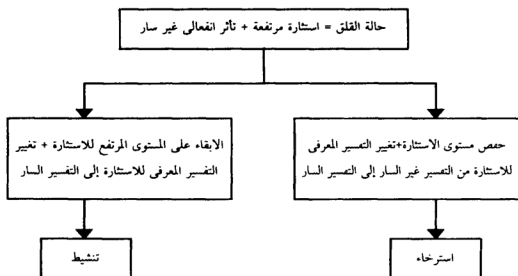 حالة القلق = استثارة مرتفعة + تأثر انفعالى غير سار
حفص مستوى الاستثارة+تغيير التفسير المعرفى
للاستثارة من التفسير غير السار إلى التفسير السار
الابقاء على المستوى المرتفع للاستثارة + تغيير
التفسير المعرفى للاستثارة إلى التفسير السار
استرخاء
تنشيط